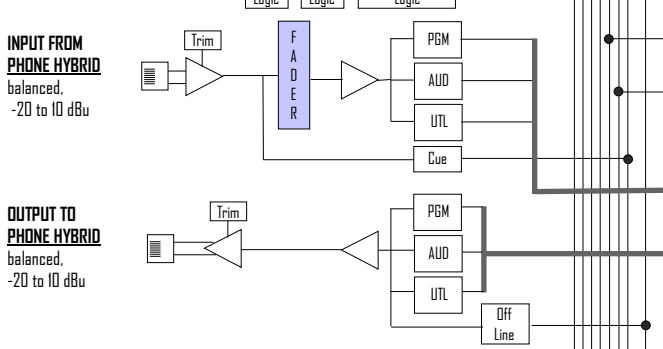 Logic Logic Logic
INPUT FROM
PHONE HYBRID
balanced,
-20 to 10 dBu
Trim
FADER
PGM
AUD
UTL
Cue
OUTPUT TO
PHONE HYBRID
balanced,
-20 to 10 dBu
Trim
PGM
AUD
UTL
Off
Line